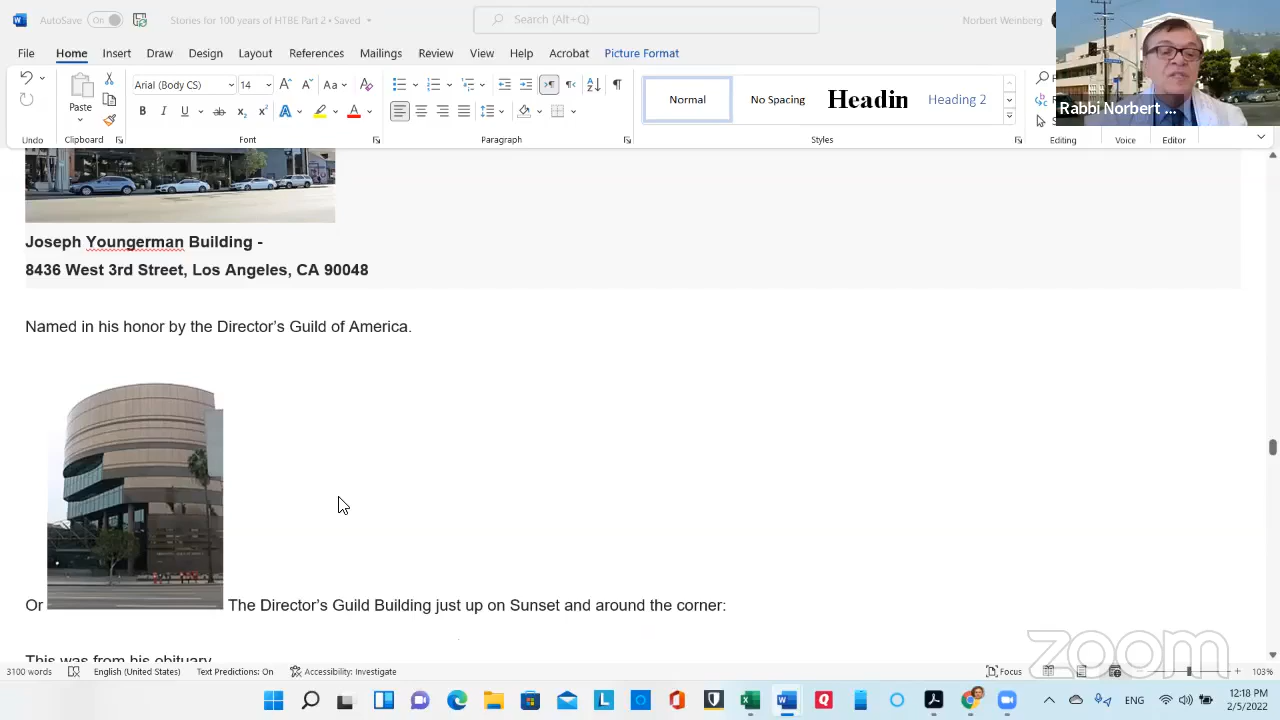 AutoSave On Stories for 100 years of HTBE Part 2 • Saved Search (Alt+Q) Norbert Weinberg
File Home Insert Draw Design Layout References Mailings Review View Help Acrobat Picture Format
Arial (Body CS) 14 Aa
Paste
Normal No Spacing Headin Heading 2
Rabbi Norbert ...
Undo Clipboard Font Paragraph Styles Editing Voice Editor
Joseph Youngerman Building -
8436 West 3rd Street, Los Angeles, CA 90048
Named in his honor by the Director’s Guild of America.
Or The Director’s Guild Building just up on Sunset and around the corner:
This was from his obituary
zoom
3100 words English (United States) Text Predictions: On Accessibility: Investigate Focus 103%
12:18 PM
2/5/2022